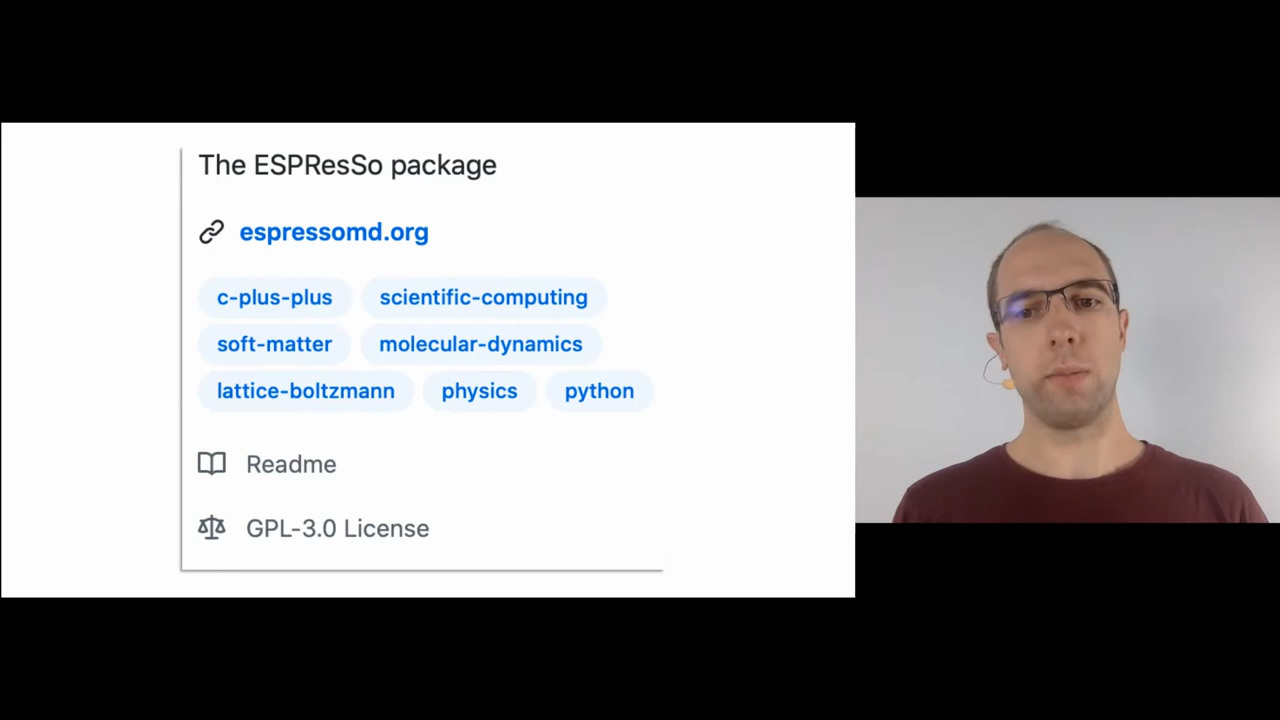 The ESPResSo package
espressomd.org
c-plus-plus scientific-computing
soft-matter molecular-dynamics
lattice-boltzmann physics python
Readme
GPL-3.0 License